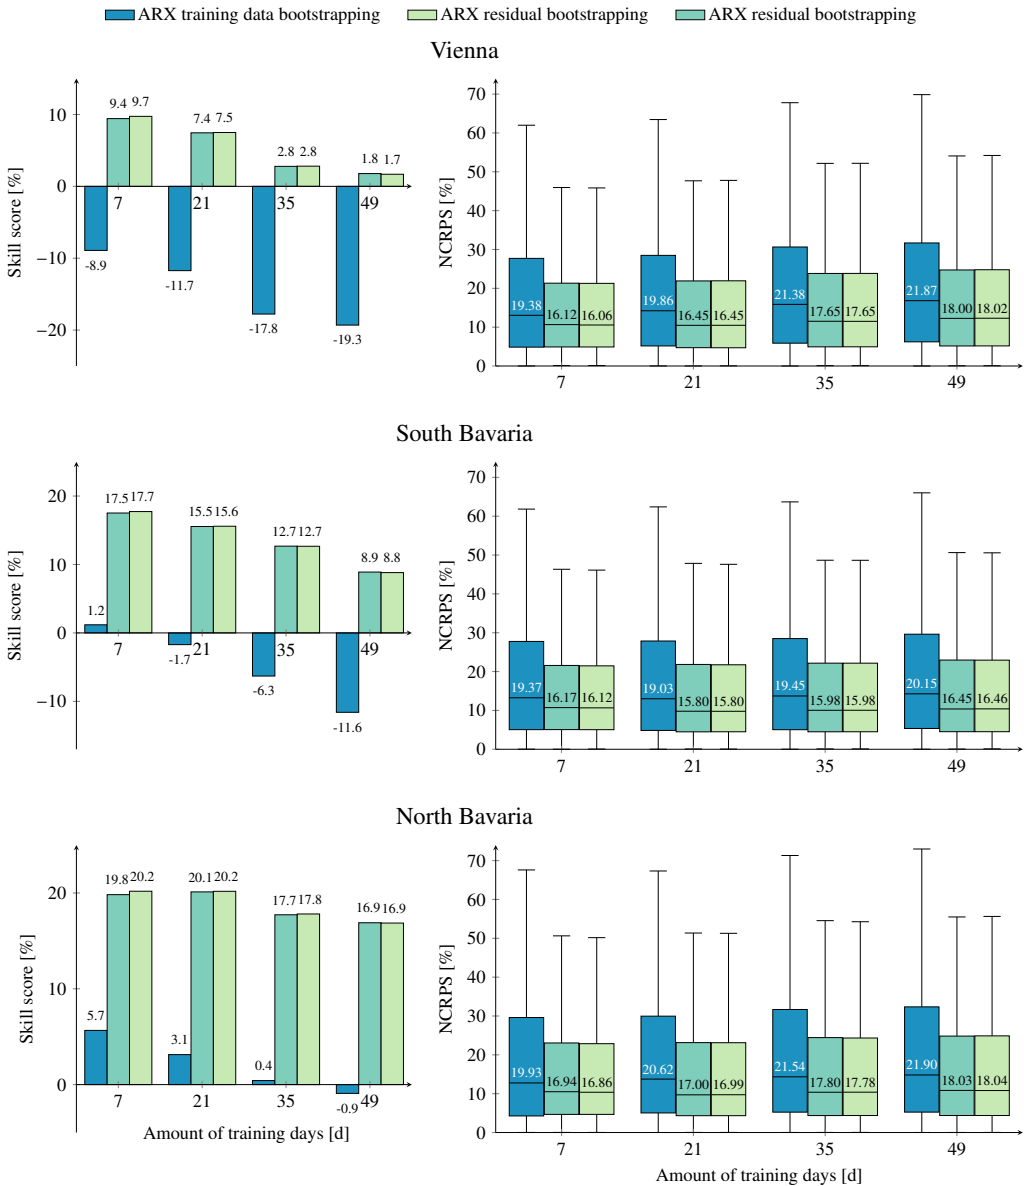 ARX training data bootstrapping ARX residual bootstrapping ARX residual bootstrapping
Vienna
Skill score [%]
10
0
−10
−20
9.4 9.7
7.4 7.5
2.8 2.8
1.8 1.7
7 21 35 49
-8.9
-11.7
-17.8
-19.3
NCRPS [%]
70
60
50
40
30
20
10
0
19.38 16.12 16.06
19.86 16.45 16.45
21.38 17.65 17.65
21.87 18.00 18.02
7 21 35 49
South Bavaria
Skill score [%]
20
10
0
−10
17.5 17.7
15.5 15.6
12.7 12.7
8.9 8.8
1.2
7 21 35 49
-1.7
-6.3
-11.6
NCRPS [%]
70
60
50
40
30
20
10
0
19.37 16.17 16.12
19.03 15.80 15.80
19.45 15.98 15.98
20.15 16.45 16.46
7 21 35 49
North Bavaria
Skill score [%]
20
10
0
19.8 20.2
20.1 20.2
17.7 17.8
16.9 16.9
5.7
3.1
0.4
-0.9
7 21 35 49
Amount of training days [d]
NCRPS [%]
70
60
50
40
30
20
10
0
19.93 16.94 16.86
20.62 17.00 16.99
21.54 17.80 17.78
21.90 18.03 18.04
7 21 35 49
Amount of training days [d]